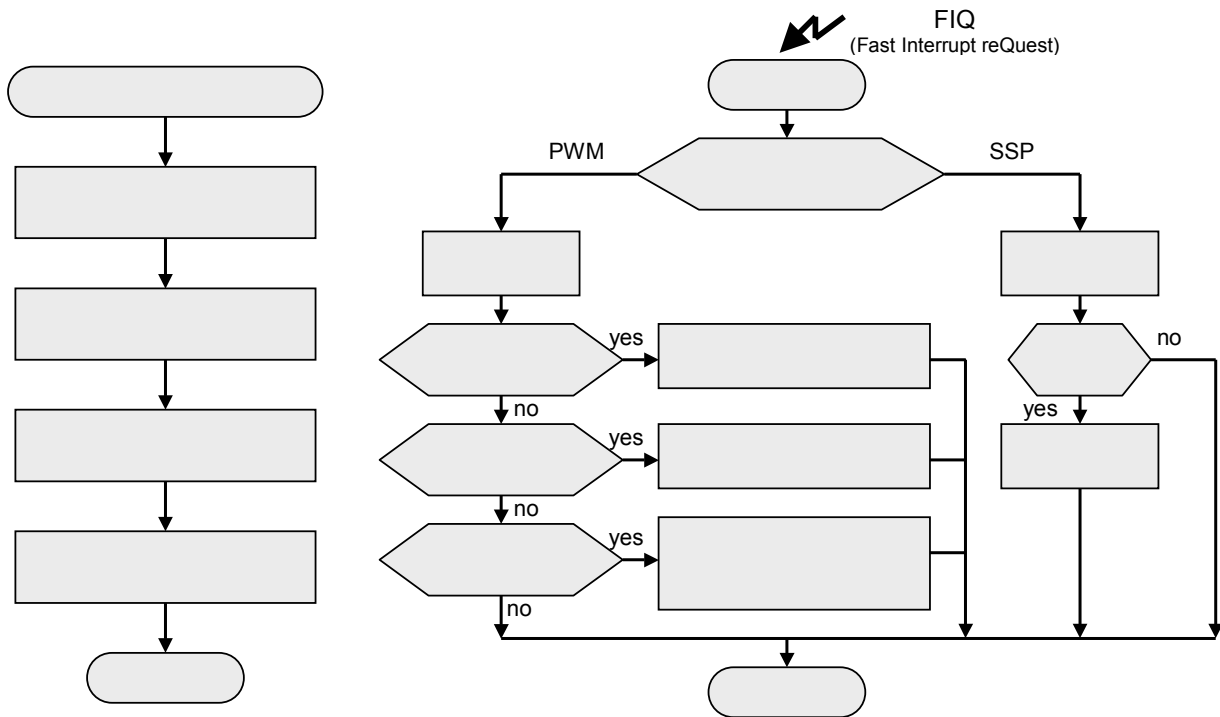 FIQ
(Fast Interrupt reQuest)
PWM
SSP
yes
no
no
yes
yes
no
yes
no